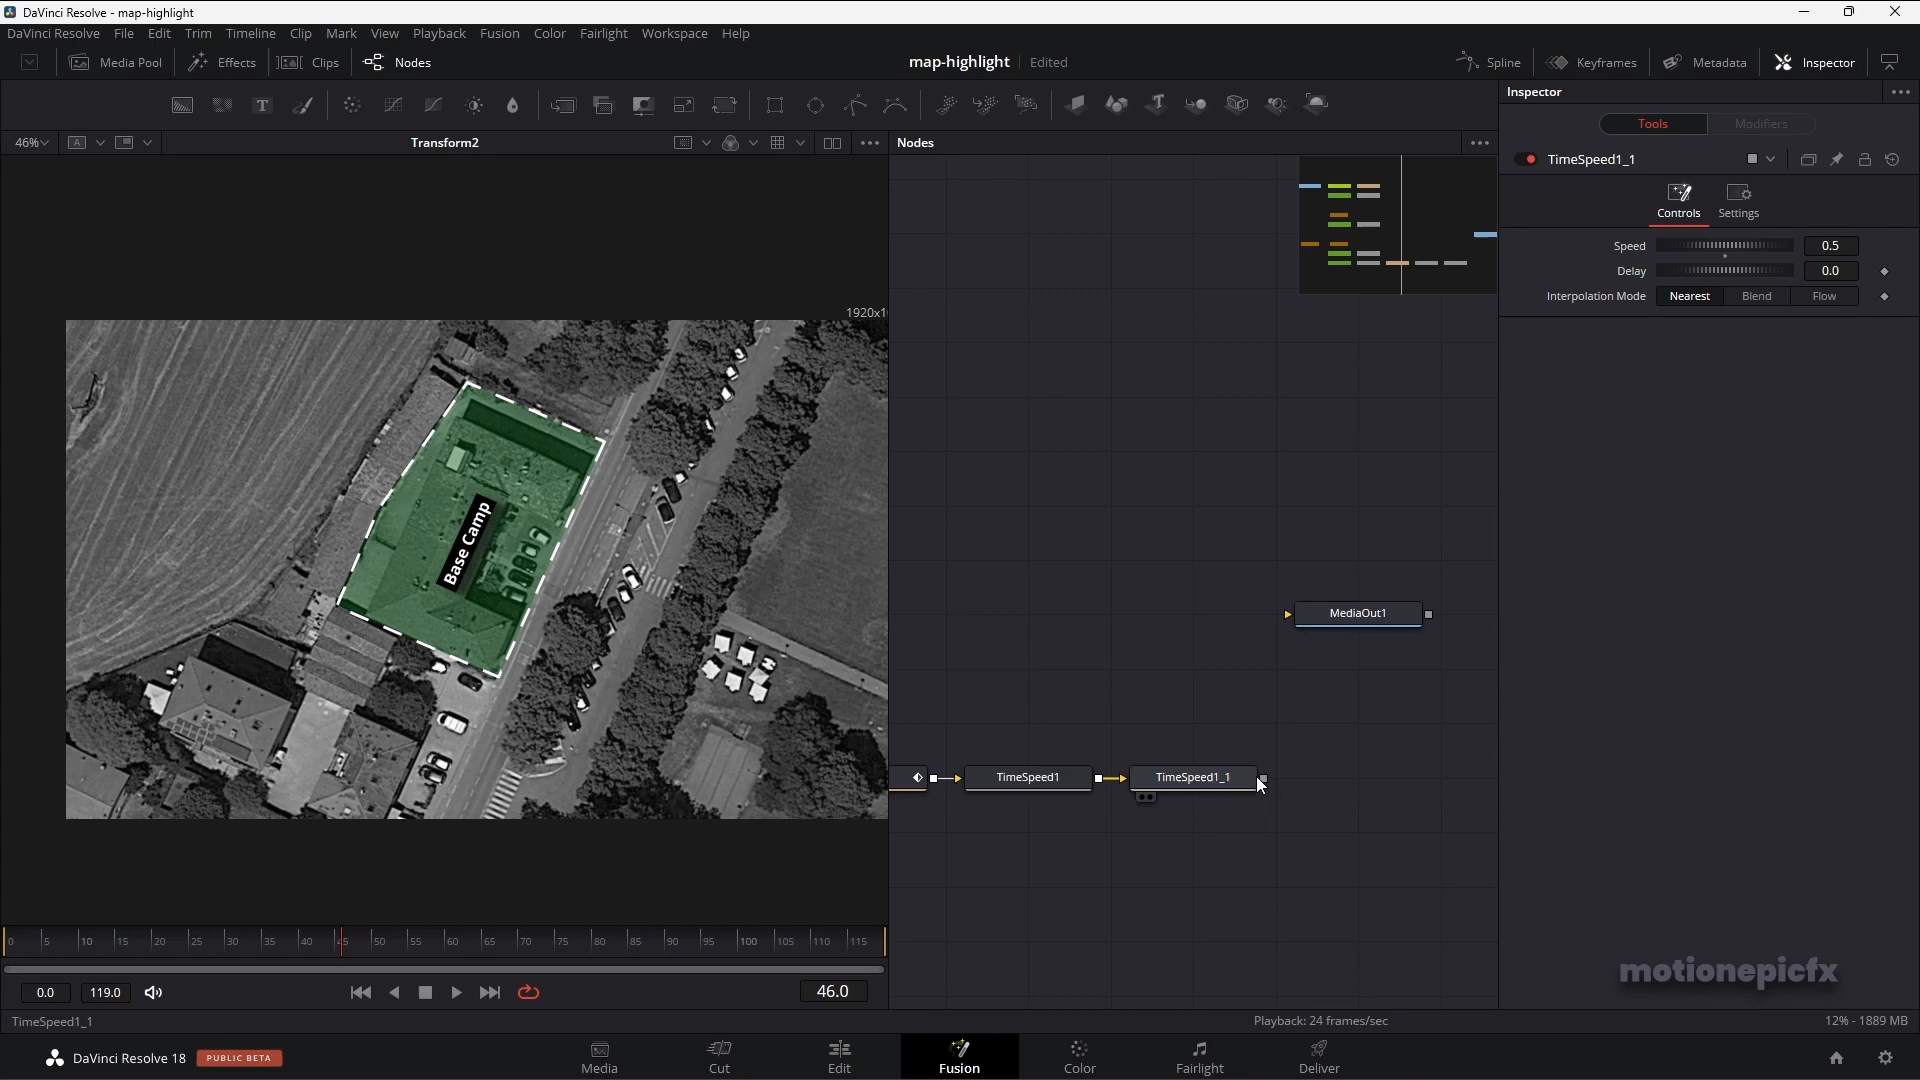 DaVinci Resolve - map-highlight
DaVinci Resolve File Edit Trim Timeline Clip Mark View Playback Fusion Color Fairlight Workspace Help
Media Pool Effects Clips Nodes map-highlight Edited Spline Keyframes Metadata Inspector
T T
Inspector
Tools Modifiers
46% A Transform2 Nodes
TimeSpeed1_1
Controls Settings
Speed 0.5
Delay 0.0
Interpolation Mode Nearest Blend Flow
1920x1
Base Camp
MediaOut1
TimeSpeed1 TimeSpeed1_1
0 5 10 15 20 25 30 35 40 45 50 55 60 65 70 75 80 85 90 95 100 105 110 115
motionepicfx
0.0 119.0 46.0
TimeSpeed1_1 Playback: 24 frames/sec 12% - 1889 MB
DaVinci Resolve 18 PUBLIC BETA
Media Cut Edit Fusion Color Fairlight Deliver